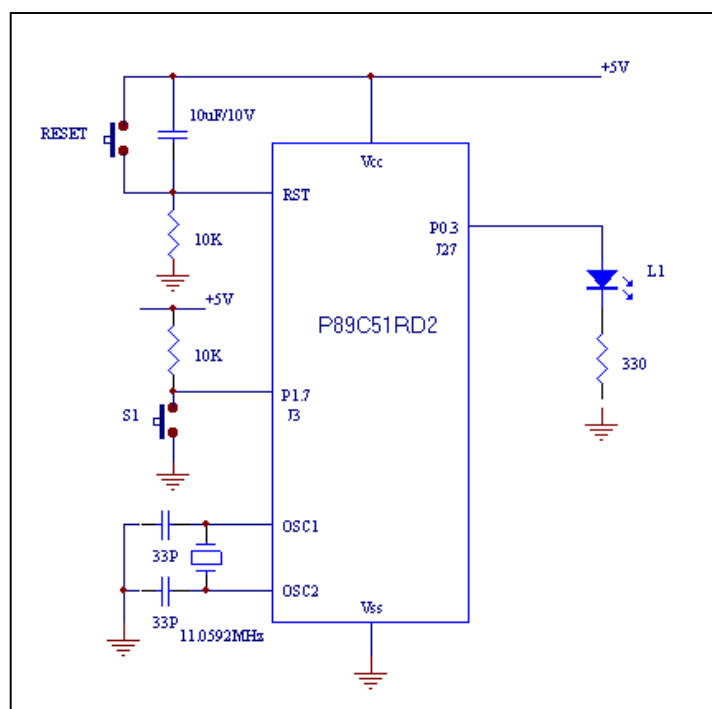 +5V
10uF/10V
RESET
Vcc
RST
P0.3
J27
10K
L1
+5V
P89C51RD2
10K
330
P1.7
S1
J3
OSC1
33P
OSC2
33P
11.0592MHz
Vss